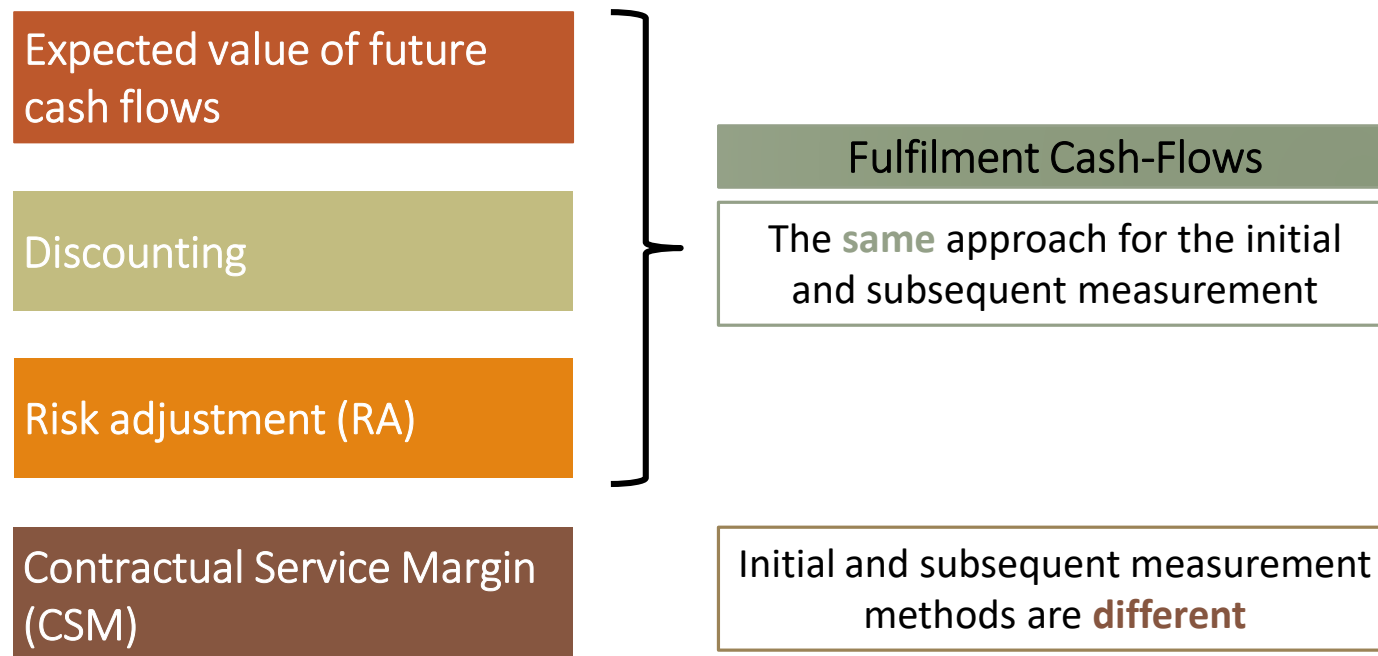 Expected value of future
cash flows
Discounting
Risk adjustment (RA)
Contractual Service Margin
(CSM)
Fulfilment Cash-Flows
The same approach for the initial
and subsequent measurement
Initial and subsequent measurement
methods are different